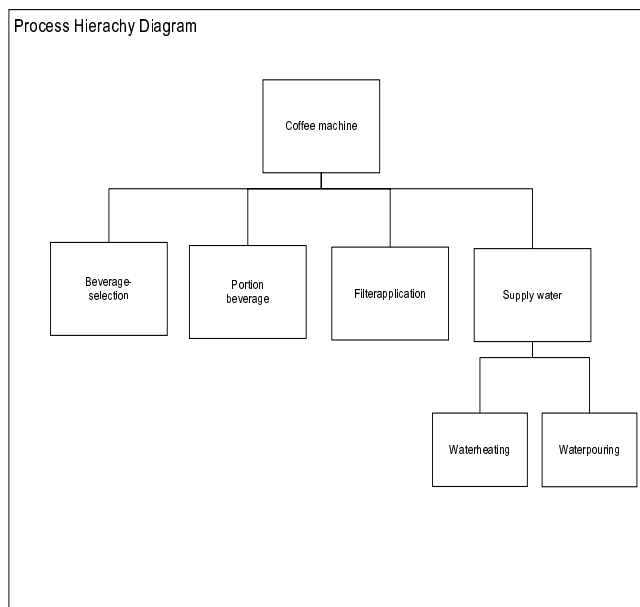 Process Hierachy Diagram
Coffee machine
Beverage-
selection
Portion
beverage
Filterapplication
Supply water
Waterheating
Waterpouring